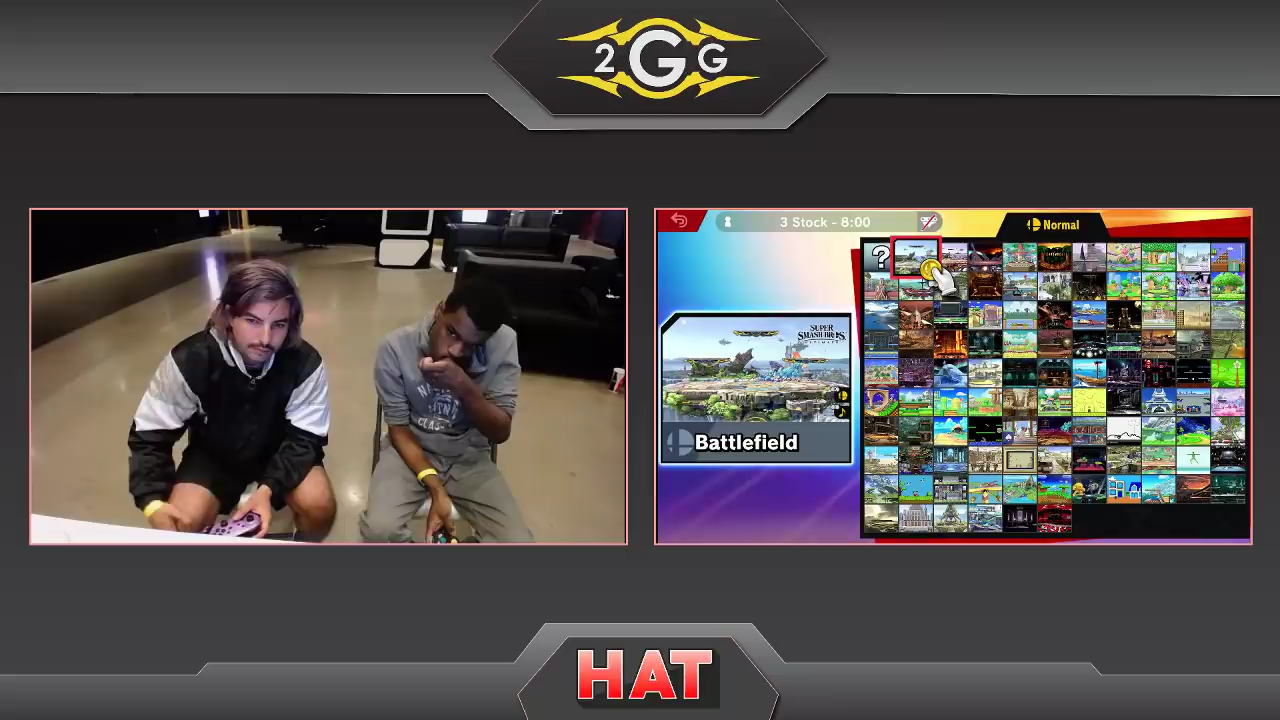 2GG
3 Stock - 8:00
Normal
?
SUPER
SMASH BROS.
ULTIMATE
Battlefield
HAT